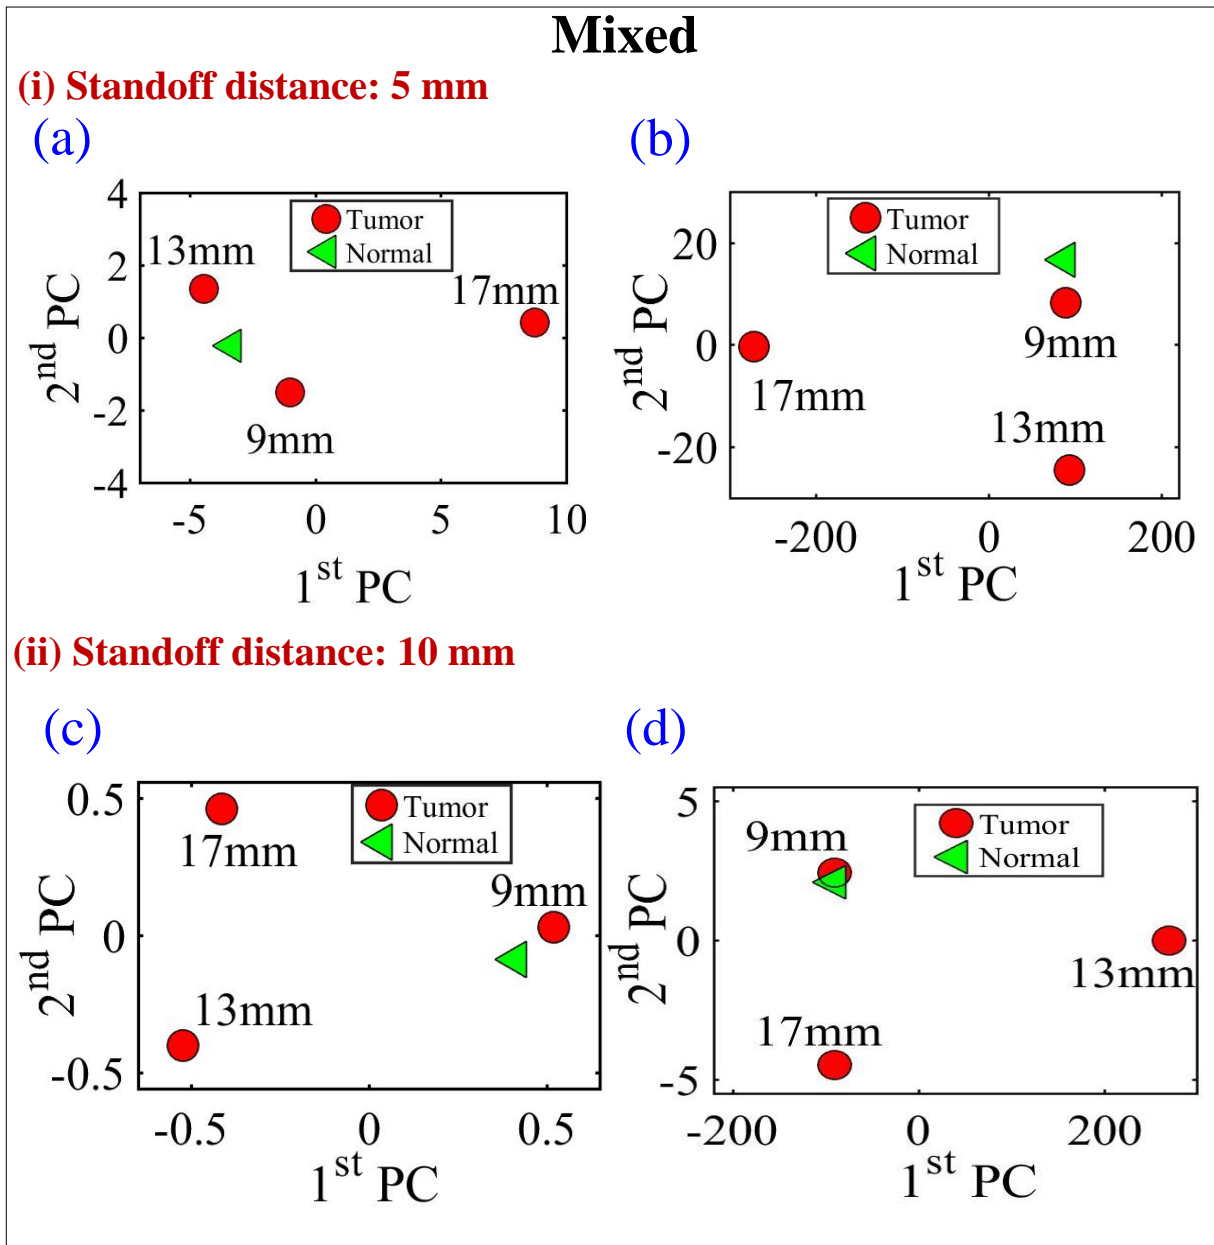 Mixed
(i) Standoff distance: 5 mm
(a)
4
2
0
-2
-4
2nd PC
Tumor
Normal
13mm
17mm
9mm
-5 0 5 10
1st PC
(b)
20
0
-20
2nd PC
Tumor
Normal
9mm
17mm
13mm
-200 0 200
1st PC
(ii) Standoff distance: 10 mm
(c)
0.5
0
-0.5
2nd PC
Tumor
Normal
17mm
9mm
13mm
-0.5 0 0.5
1st PC
(d)
5
0
-5
2nd PC
Tumor
Normal
9mm
13mm
17mm
-200 0 200
1st PC